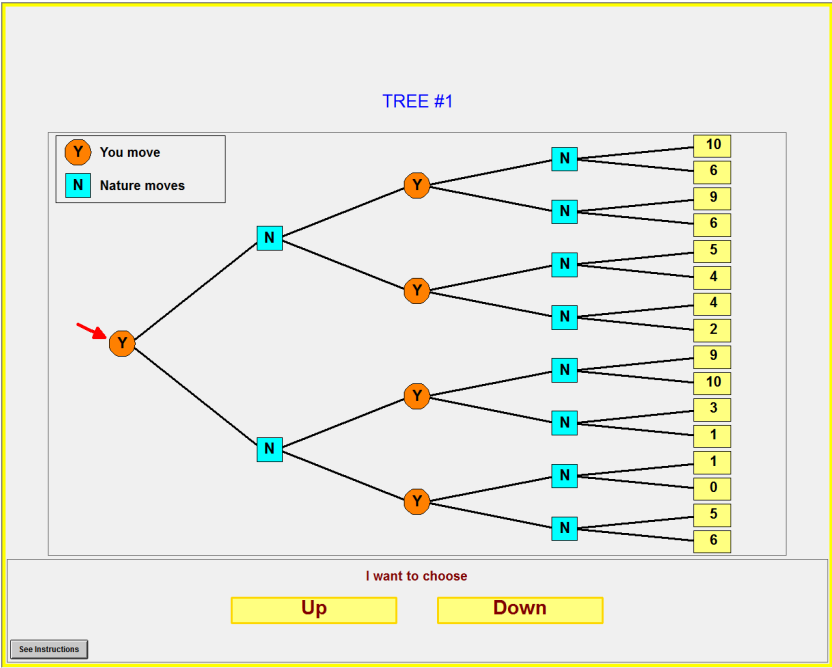 TREE #1
Y You move
N Nature moves
Y
N
N
Y
Y
Y
Y
N
N
N
N
N
N
N
N
10
6
9
6
5
4
4
2
9
10
3
1
1
0
5
6
I want to choose
Up Down
See Instructions